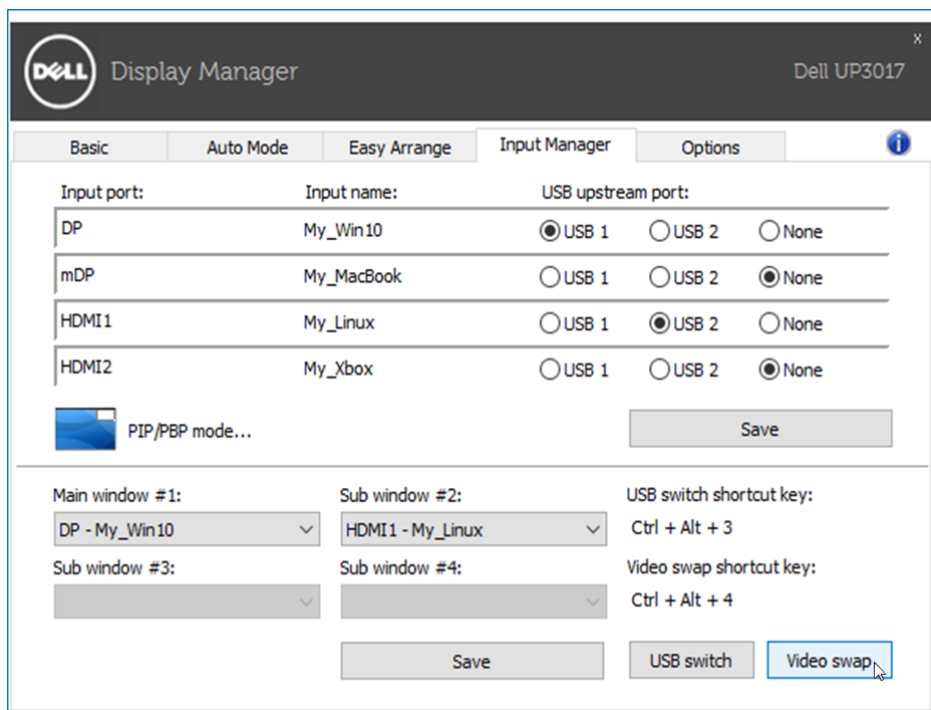 x
DELL Display Manager Dell UP3017
Basic Auto Mode Easy Arrange Input Manager Options i
Input port: Input name: USB upstream port:
DP My_Win10 USB 1 USB 2 None
mDP My_MacBook USB 1 USB 2 None
HDMI1 My_Linux USB 1 USB 2 None
HDMI2 My_Xbox USB 1 USB 2 None
PIP/PBP mode... Save
Main window #1: Sub window #2: USB switch shortcut key:
DP - My_Win10 HDMI1 - My_Linux Ctrl + Alt + 3
Sub window #3: Sub window #4: Video swap shortcut key:
Ctrl + Alt + 4
Save USB switch Video swap